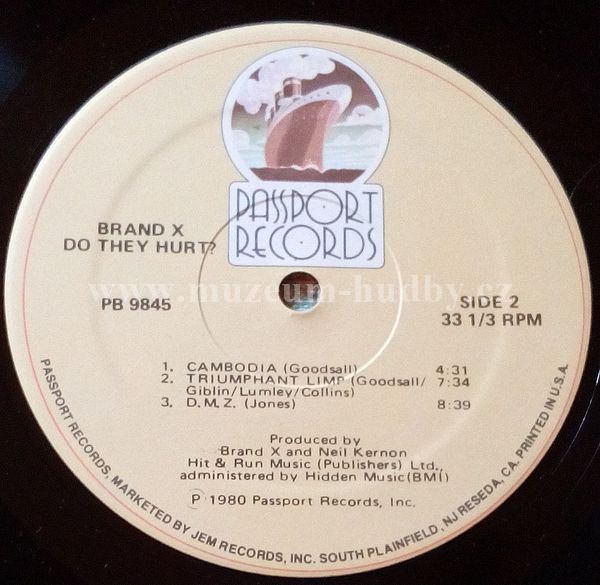 PASSPORT
RECORDS
BRAND X
DO THEY HURT?
www.muzeum-hudby.cz
PB 9845
SIDE 2
33 1/3 RPM
1. CAMBODIA (Goodsall) 4:31
2. TRIUMPHANT LIMP (Goodsall/ 7:34
Giblin/Lumley/Collins)
3. D.M.Z. (Jones) 8:39
Produced by
Brand X and Neil Kernon
Hit & Run Music (Publishers) Ltd.,
administered by Hidden Music(BMI)
℗ 1980 Passport Records, Inc.
PASSPORT RECORDS, MARKETED BY JEM RECORDS, INC. SOUTH PLAINFIELD, NJ RESEDA, CA. PRINTED IN U.S.A.